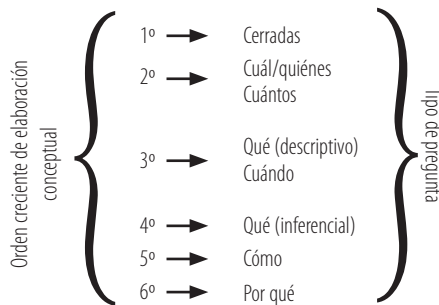 Orden creciente de elaboración
conceptual
1º Cerradas
2º Cuál/quiénes
Cuántos
3º Qué (descriptivo)
Cuándo
4º Qué (inferencial)
5º Cómo
6º Por qué
Tipo de pregunta